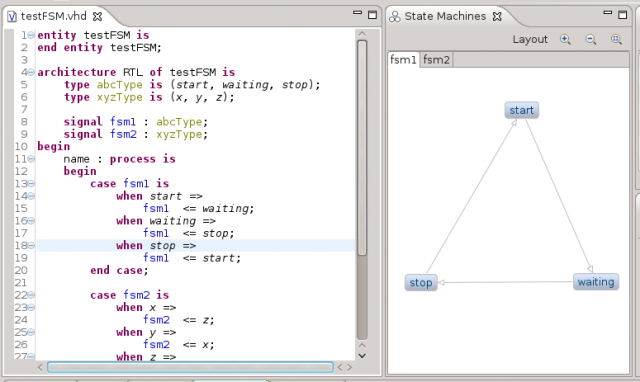 testFSM.vhd
1 entity testFSM is
2 end entity testFSM;
3
4 architecture RTL of testFSM is
5 type abcType is (start, waiting, stop);
6 type xyzType is (x, y, z);
7
8 signal fsm1 : abcType;
9 signal fsm2 : xyzType;
10 begin
11 name : process is
12 begin
13 case fsm1 is
14 when start =>
15 fsm1 <= waiting;
16 when waiting =>
17 fsm1 <= stop;
18 when stop =>
19 fsm1 <= start;
20 end case;
21
22 case fsm2 is
23 when x =>
24 fsm2 <= z;
25 when y =>
26 fsm2 <= x;
27 when z =>
State Machines
Layout
fsm1 fsm2
start
stop waiting